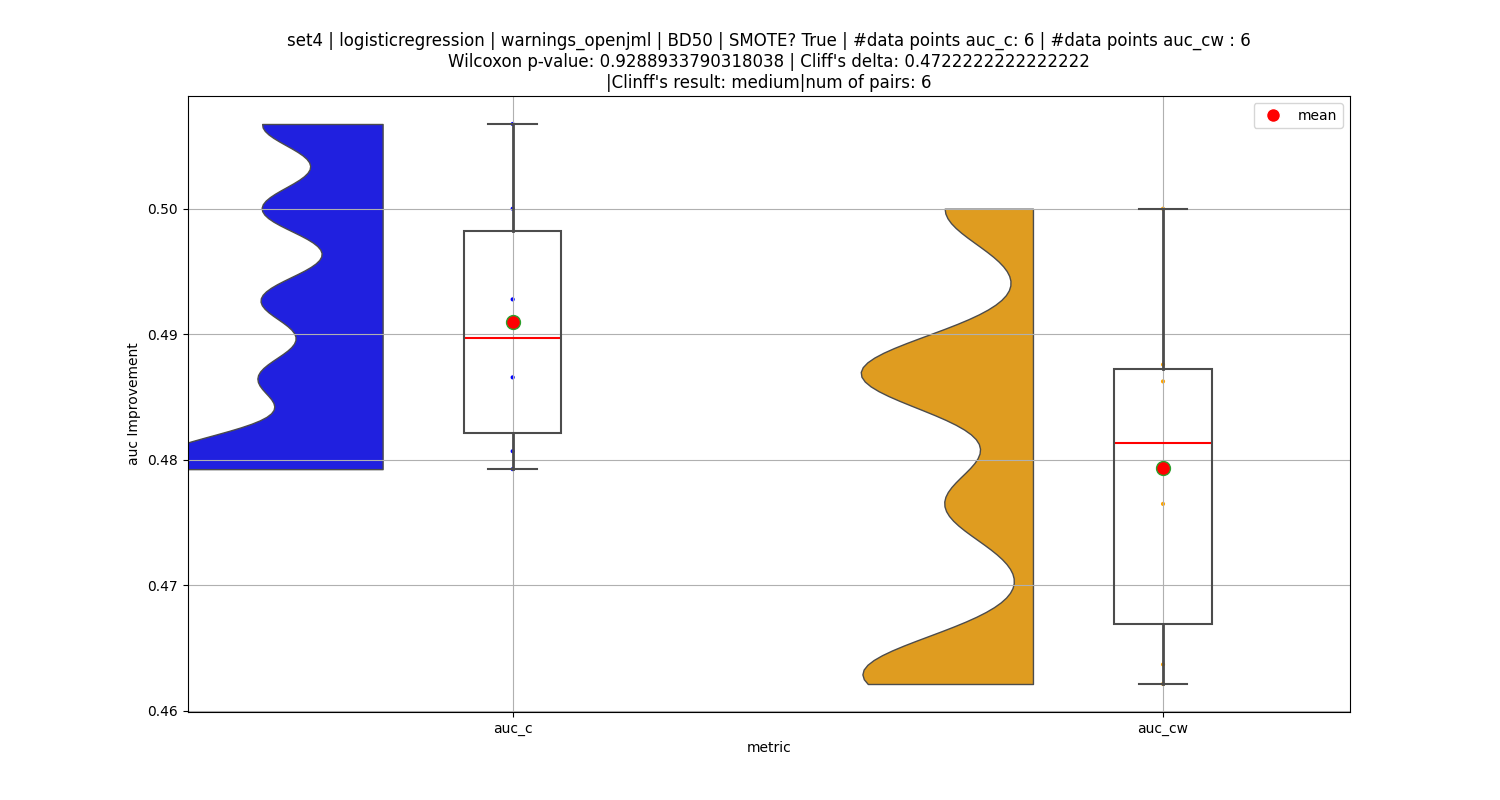 set4 | logisticregression | warnings_openjml | BD50 | SMOTE? True | #data points auc_c: 6 | #data points auc_cw : 6
Wilcoxon p-value: 0.9288933790318038 | Cliff's delta: 0.4722222222222222
|Clinff's result: medium|num of pairs: 6
mean
0.50
0.49
0.48
0.47
0.46
auc Improvement
auc_c
auc_cw
metric